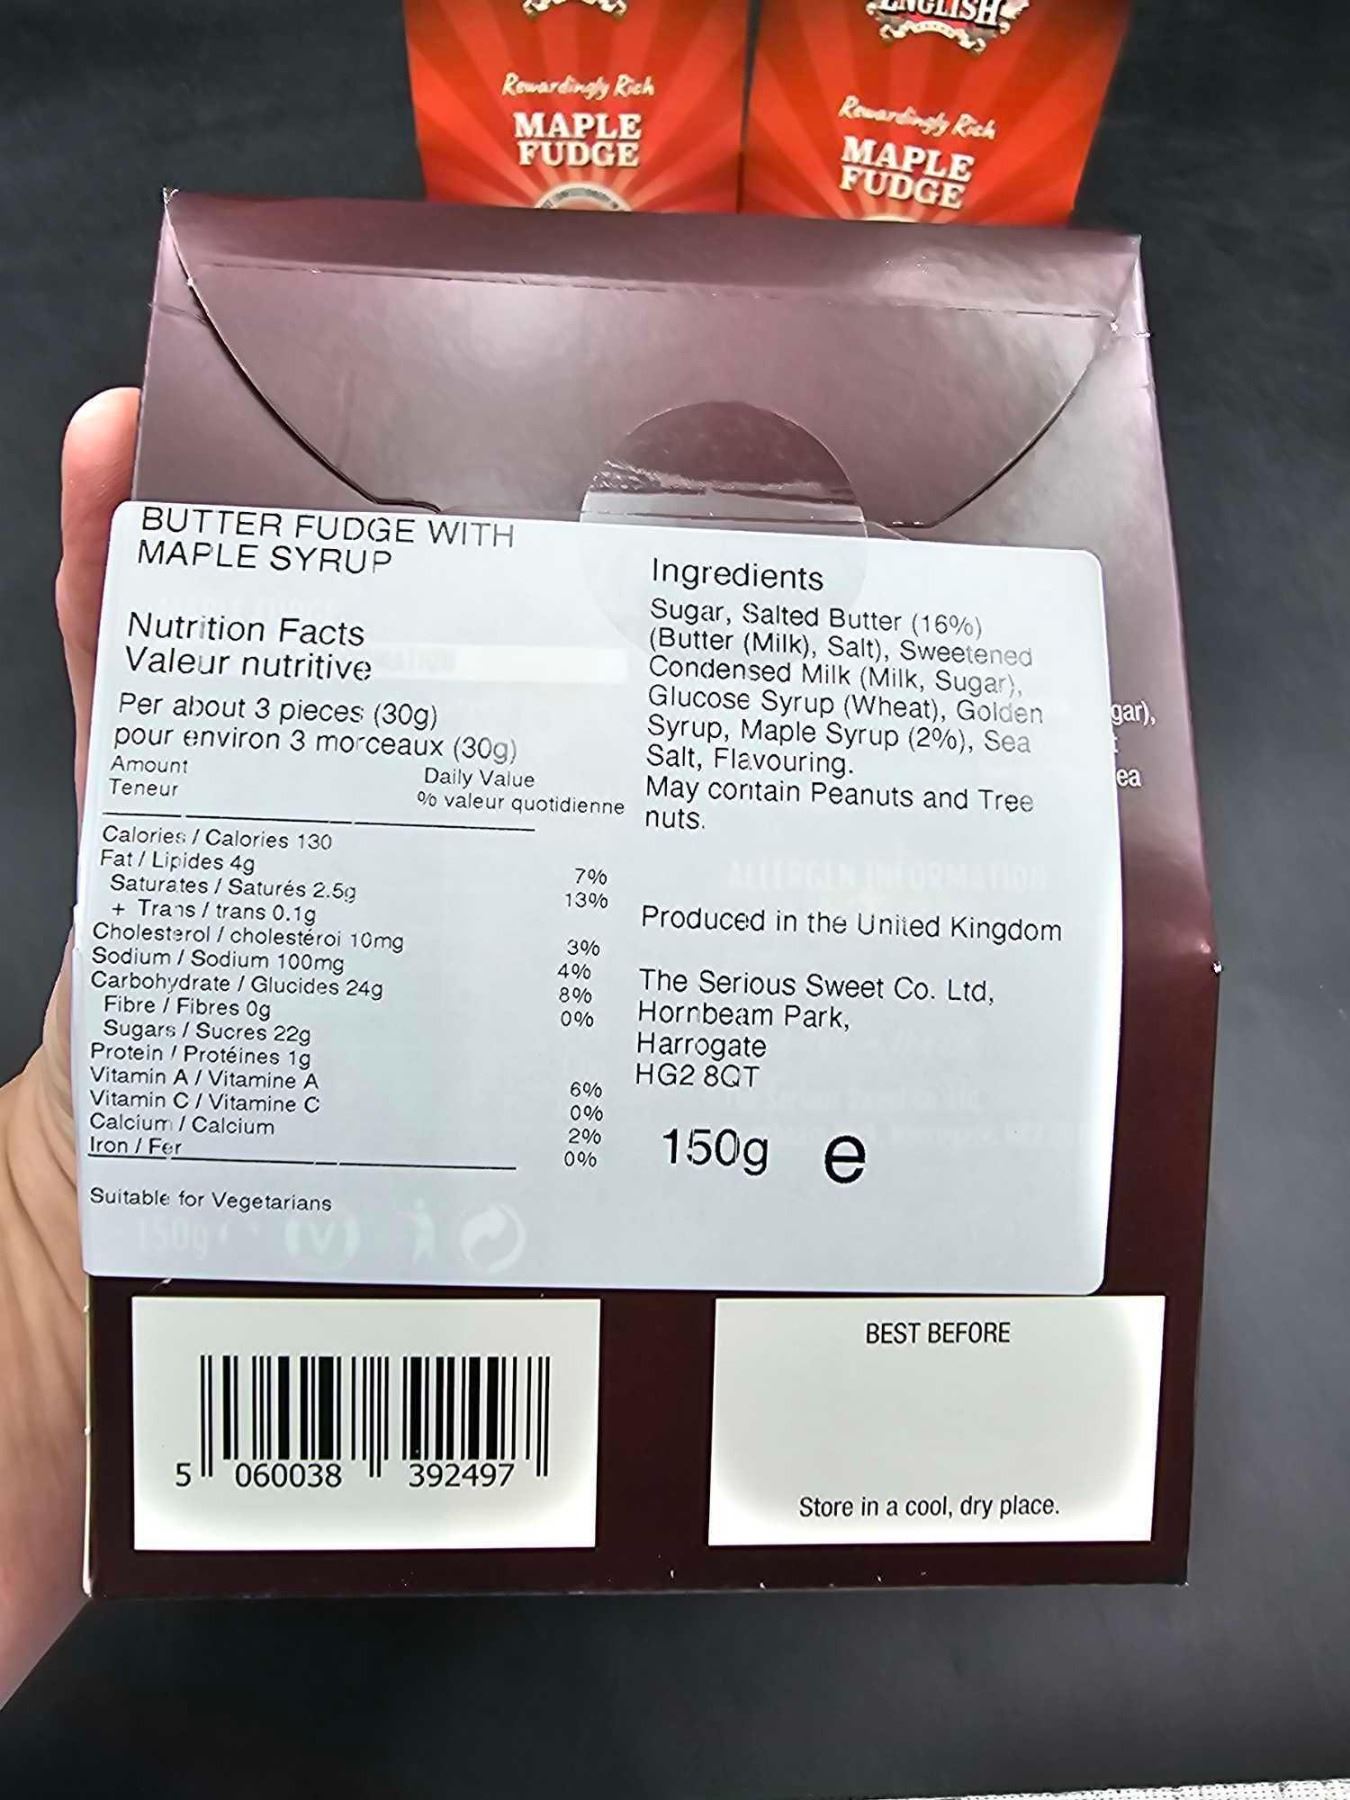 ENGLISH
Rewardingly Rich
MAPLE
FUDGE
Rewardingly Rich
MAPLE
FUDGE
BUTTER FUDGE WITH
MAPLE SYRUP
Nutrition Facts
Valeur nutritive
Per about 3 pieces (30g)
pour environ 3 morceaux (30g)
Amount Daily Value
Teneur % valeur quotidienne
Calories / Calories 130
Fat / Lipides 4g 7%
Saturates / Saturés 2.5g 13%
+ Trans / trans 0.1g
Cholesterol / cholestéroi 10mg 3%
Sodium / Sodium 100mg 4%
Carbohydrate / Glucides 24g 8%
Fibre / Fibres 0g 0%
Sugars / Sucres 22g
Protein / Protéines 1g
Vitamin A / Vitamine A 6%
Vitamin C / Vitamine C 0%
Calcium / Calcium 2%
Iron / Fer 0%
Suitable for Vegetarians
150g (V)
Ingredients
Sugar, Salted Butter (16%)
(Butter (Milk), Salt), Sweetened
Condensed Milk (Milk, Sugar),
Glucose Syrup (Wheat), Golden
Syrup, Maple Syrup (2%), Sea
Salt, Flavouring.
May contain Peanuts and Tree
nuts.
ALLERGEN INFORMATION
Produced in the United Kingdom
The Serious Sweet Co. Ltd,
Hornbeam Park,
Harrogate
HG2 8QT
150g e
gar),
ea
5 060038 392497
BEST BEFORE
Store in a cool, dry place.